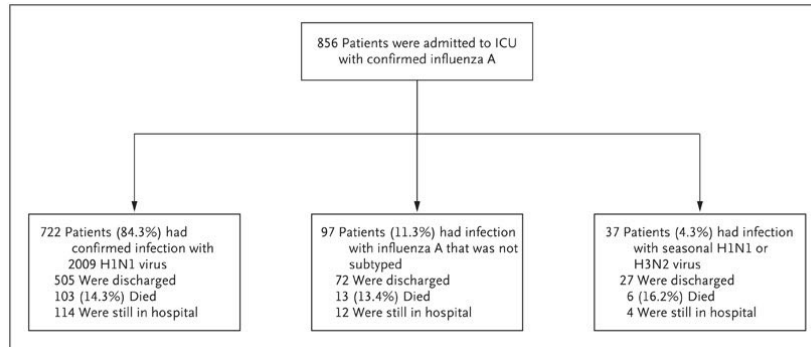 856 Patients were admitted to ICU
with confirmed influenza A
722 Patients (84.3%) had
confirmed infection with
2009 H1N1 virus
505 Were discharged
103 (14.3%) Died
114 Were still in hospital
97 Patients (11.3%) had infection
with influenza A that was not
subtyped
72 Were discharged
13 (13.4%) Died
12 Were still in hospital
37 Patients (4.3%) had infection
with seasonal H1N1 or
H3N2 virus
27 Were discharged
6 (16.2%) Died
4 Were still in hospital